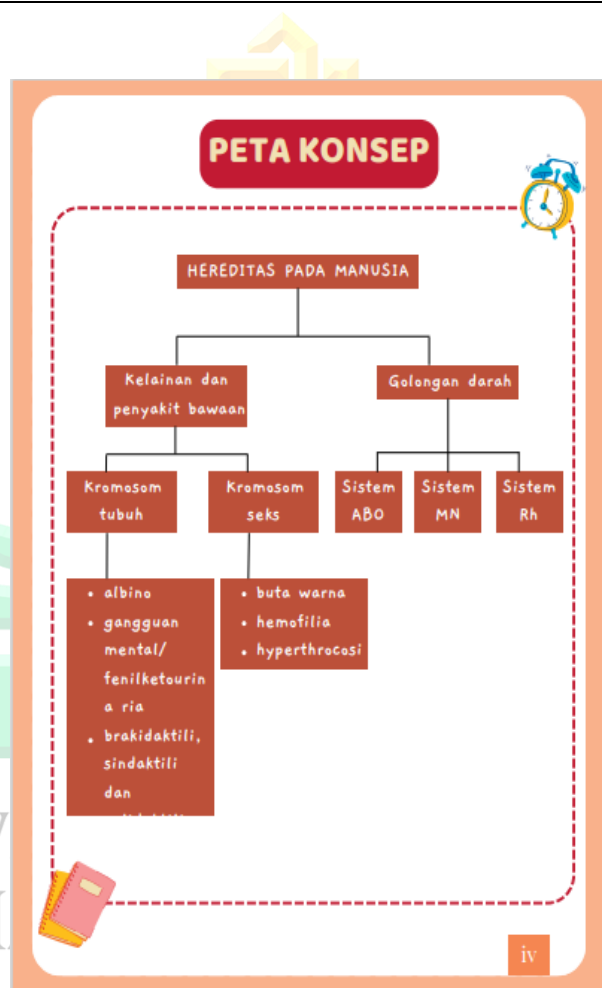 PETA KONSEP
HEREDITAS PADA MANUSIA
Kelainan dan
penyakit bawaan
Golongan darah
Kromosom
tubuh
Kromosom
seks
Sistem
ABO
Sistem
MN
Sistem
Rh
• albino
• gangguan
mental/
fenilketourin
a ria
• brakidaktili,
sindaktili
dan
• buta warna
• hemofilia
• hyperthrocosi
iv